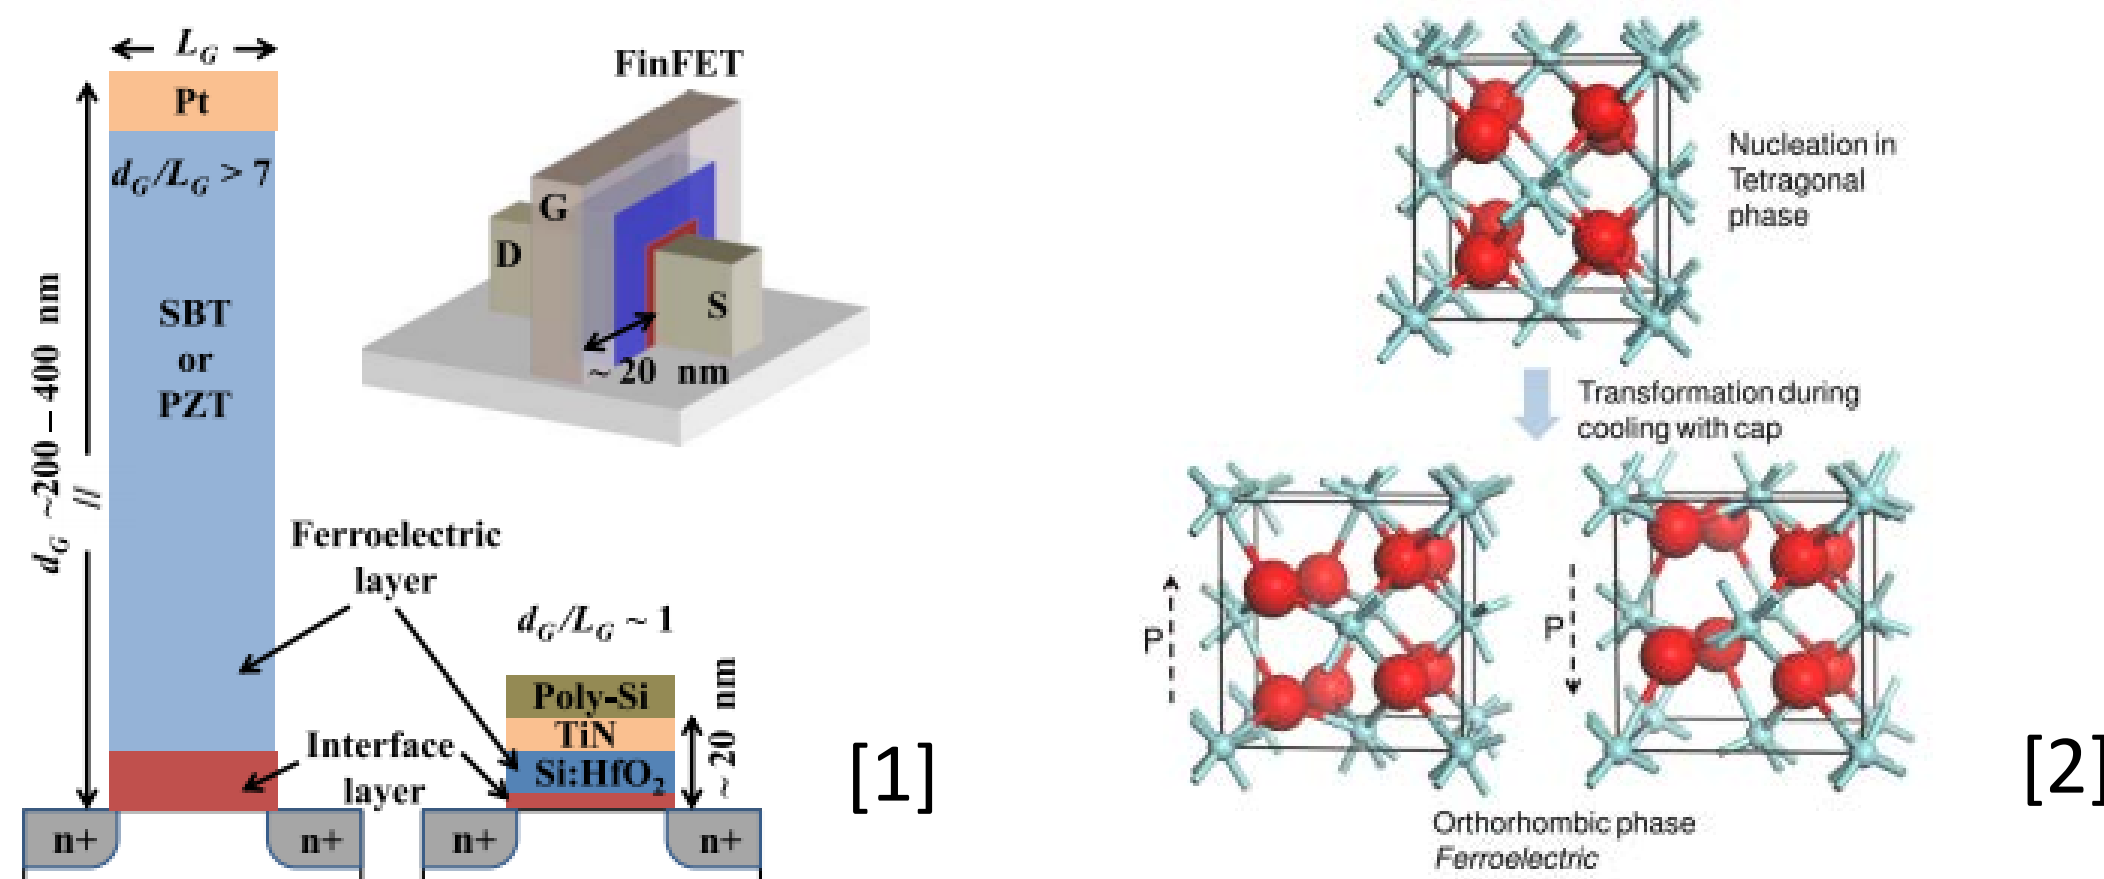 L_G
Pt
d_G/L_G > 7
SBT
or
PZT
d_G ~200 – 400 nm
//
FinFET
G
D
S
~ 20 nm
Ferroelectric
layer
d_G/L_G ~ 1
Poly-Si
TiN
Si:HfO₂
~ 20 nm
Interface
layer
n+
n+
n+
n+
[1]
Nucleation in
Tetragonal
phase
Transformation during
cooling with cap
P
P
Orthorhombic phase
Ferroelectric
[2]